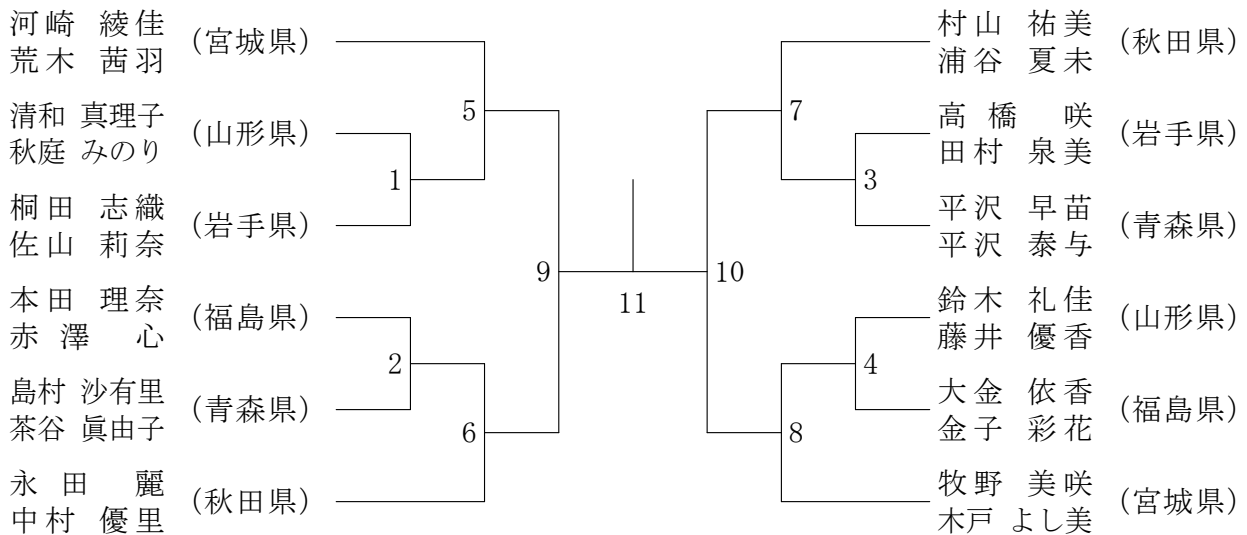 河崎 綾佳
荒木 茜羽
(宮城県)
清和 真理子
秋庭 みのり
(山形県)
桐田 志織
佐山 莉奈
(岩手県)
本田 理奈
赤澤 心
(福島県)
島村 沙有里
茶谷 眞由子
(青森県)
永田 麗
中村 優里
(秋田県)
5
1
2
6
9
11
10
7
3
4
8
村山 祐美
浦谷 夏未
(秋田県)
高橋 咲
田村 泉美
(岩手県)
平沢 早苗
平沢 泰与
(青森県)
鈴木 礼佳
藤井 優香
(山形県)
大金 依香
金子 彩花
(福島県)
牧野 美咲
木戸 よし美
(宮城県)